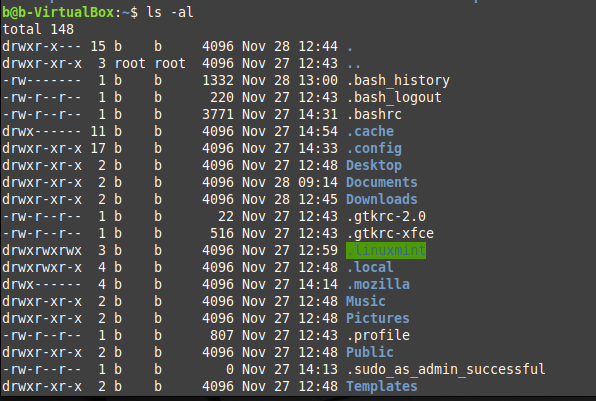 b@b-VirtualBox:~$ ls -al
total 148
drwxr-x--- 15 b    b     4096 Nov 28 12:44 .
drwxr-xr-x  3 root root  4096 Nov 27 12:43 ..
-rw-------  1 b    b     1332 Nov 28 13:00 .bash_history
-rw-r--r--  1 b    b      220 Nov 27 12:43 .bash_logout
-rw-r--r--  1 b    b     3771 Nov 27 14:31 .bashrc
drwx------ 11 b    b     4096 Nov 27 14:54 .cache
drwxr-xr-x 17 b    b     4096 Nov 27 14:33 .config
drwxr-xr-x  2 b    b     4096 Nov 27 12:48 Desktop
drwxr-xr-x  2 b    b     4096 Nov 28 09:14 Documents
drwxr-xr-x  2 b    b     4096 Nov 28 12:45 Downloads
-rw-r--r--  1 b    b       22 Nov 27 12:43 .gtkrc-2.0
-rw-r--r--  1 b    b      516 Nov 27 12:43 .gtkrc-xfce
drwxrwxrwx  3 b    b     4096 Nov 27 12:59 .linuxmint
drwxrwxr-x  4 b    b     4096 Nov 27 12:48 .local
drwx------  4 b    b     4096 Nov 27 14:14 .mozilla
drwxr-xr-x  2 b    b     4096 Nov 27 12:48 Music
drwxr-xr-x  2 b    b     4096 Nov 27 12:48 Pictures
-rw-r--r--  1 b    b      807 Nov 27 12:43 .profile
drwxr-xr-x  2 b    b     4096 Nov 27 12:48 Public
-rw-r--r--  1 b    b        0 Nov 27 14:13 .sudo_as_admin_successful
drwxr-xr-x  2 b    b     4096 Nov 27 12:48 Templates